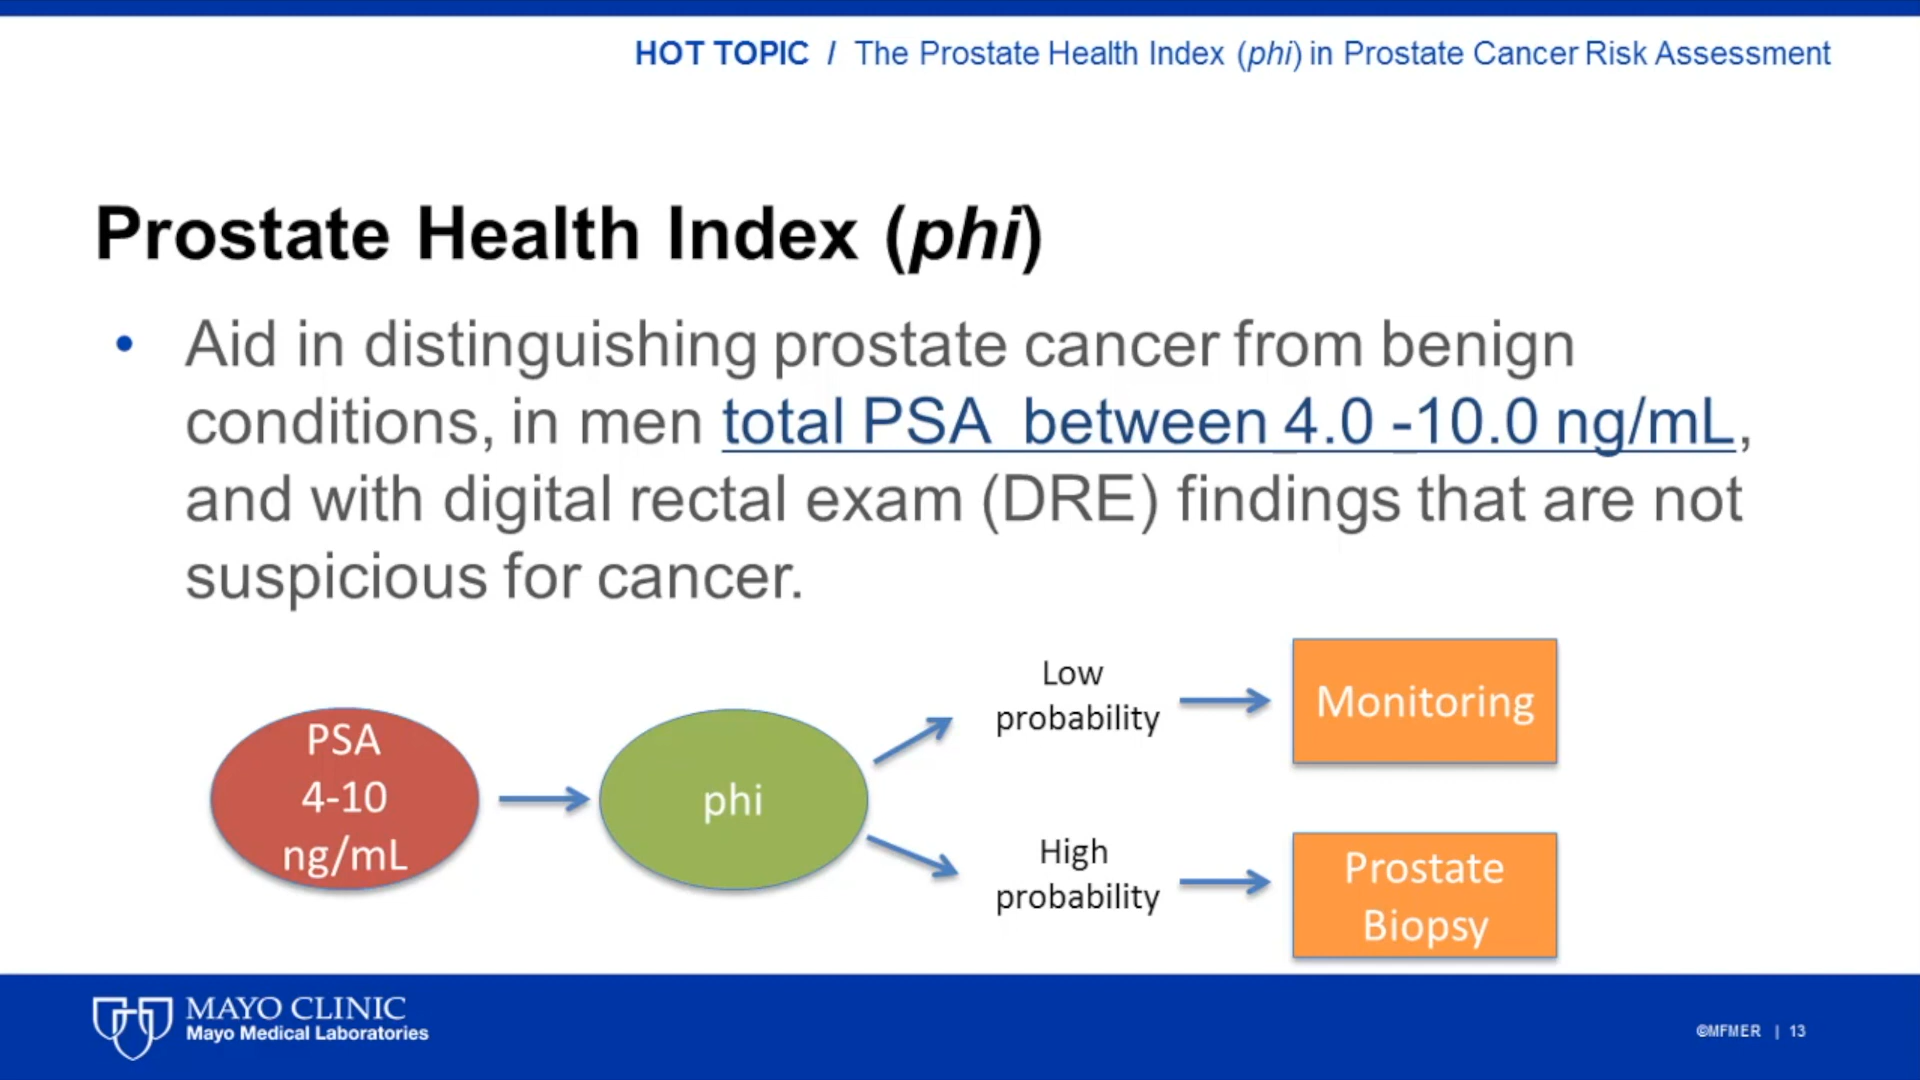 HOT TOPIC / The Prostate Health Index (phi) in Prostate Cancer Risk Assessment
Prostate Health Index (phi)
• Aid in distinguishing prostate cancer from benign
conditions, in men total PSA between 4.0 -10.0 ng/mL,
and with digital rectal exam (DRE) findings that are not
suspicious for cancer.
PSA
4-10
ng/mL
phi
Low
probability
Monitoring
High
probability
Prostate
Biopsy
MAYO CLINIC
Mayo Medical Laboratories
©MFMER | 13